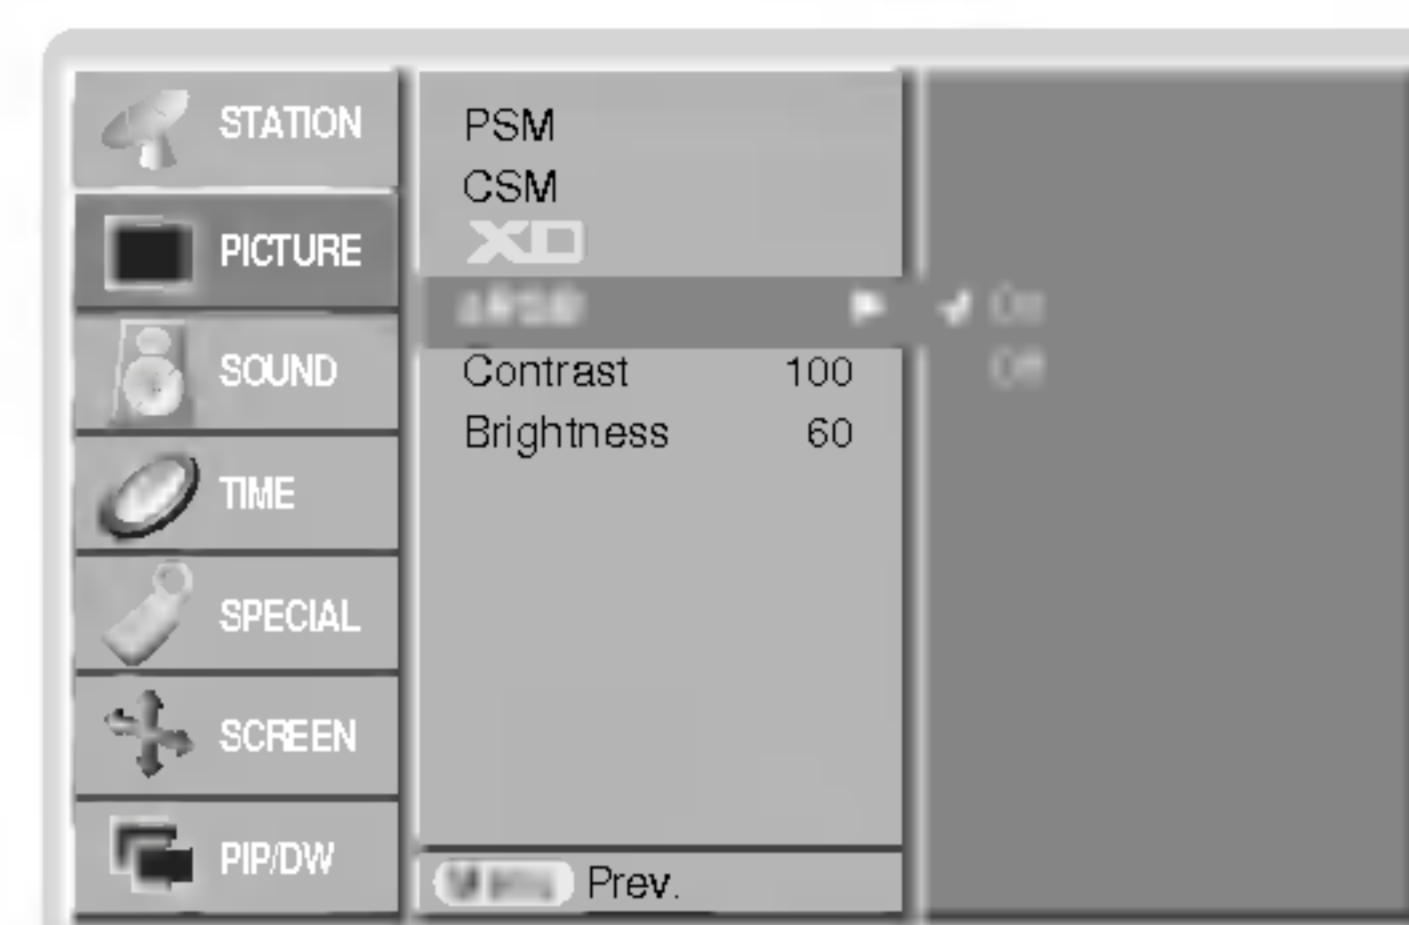 STATION
PICTURE
SOUND
TIME
SPECIAL
SCREEN
PIP/DW
PSM
CSM
XD
Contrast 100
Brightness 60
Prev.